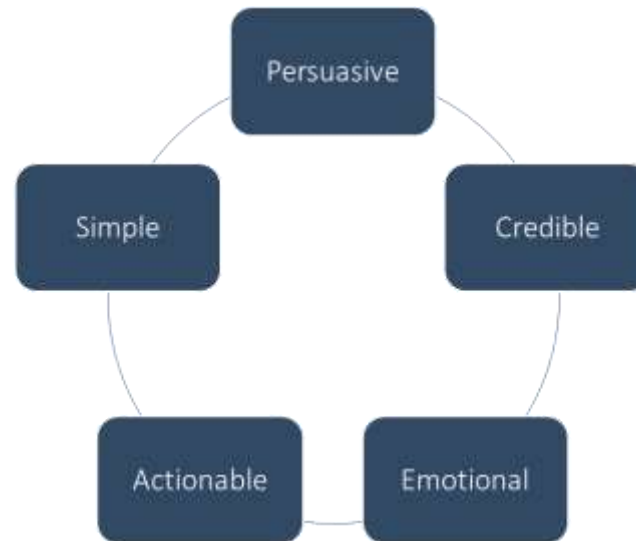 Persuasive
Credible
Emotional
Actionable
Simple